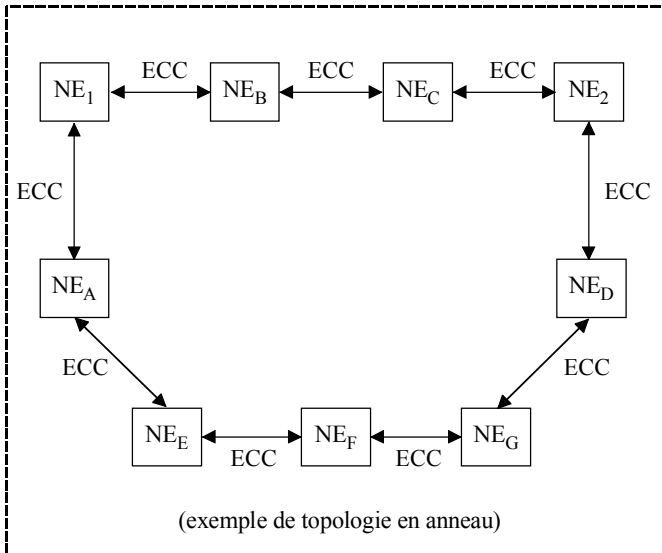 ECC ECC ECC
NE1 NEB NEC NE2
ECC ECC
NEA NED
ECC ECC
NEE NEF NEG
ECC ECC
(exemple de topologie en anneau)